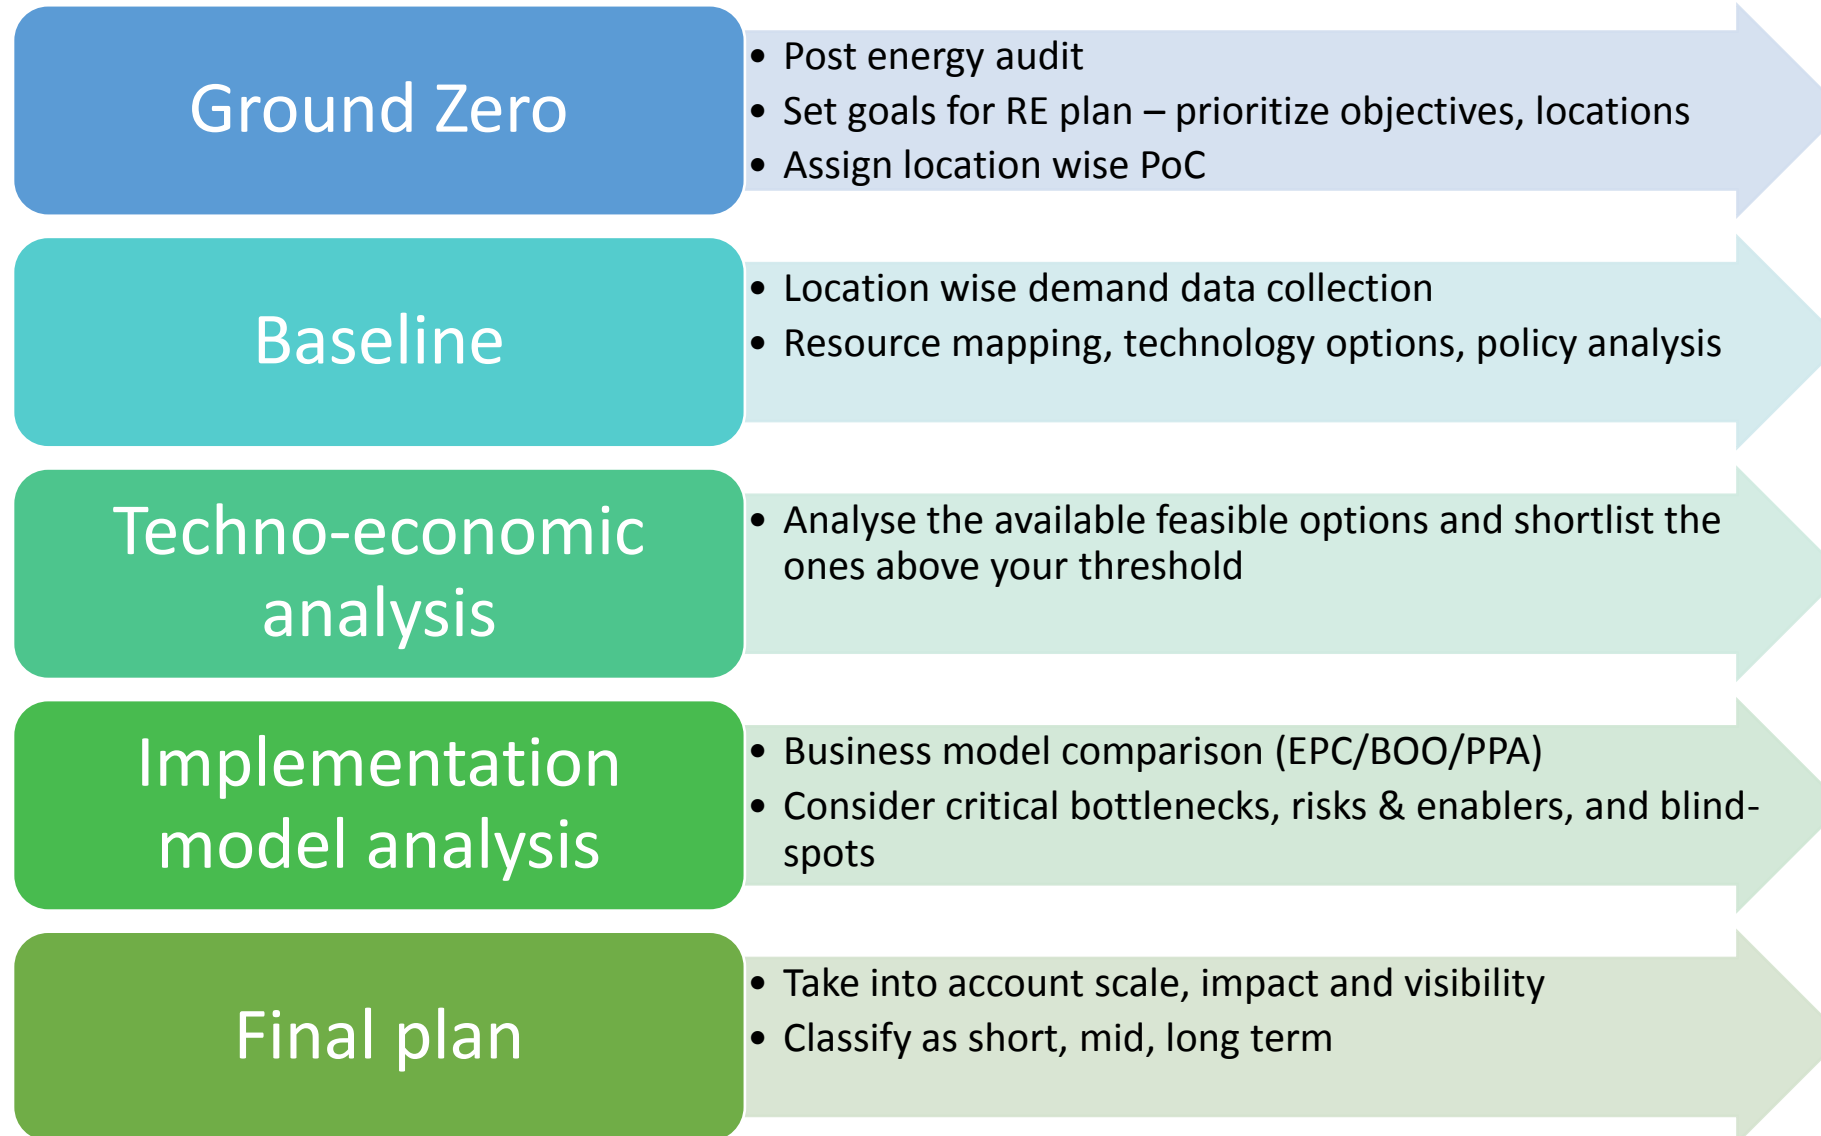 Ground Zero
• Post energy audit
• Set goals for RE plan – prioritize objectives, locations
• Assign location wise PoC
Baseline
• Location wise demand data collection
• Resource mapping, technology options, policy analysis
Techno-economic
analysis
• Analyse the available feasible options and shortlist the
ones above your threshold
Implementation
model analysis
• Business model comparison (EPC/BOO/PPA)
• Consider critical bottlenecks, risks & enablers, and blind-
spots
Final plan
• Take into account scale, impact and visibility
• Classify as short, mid, long term